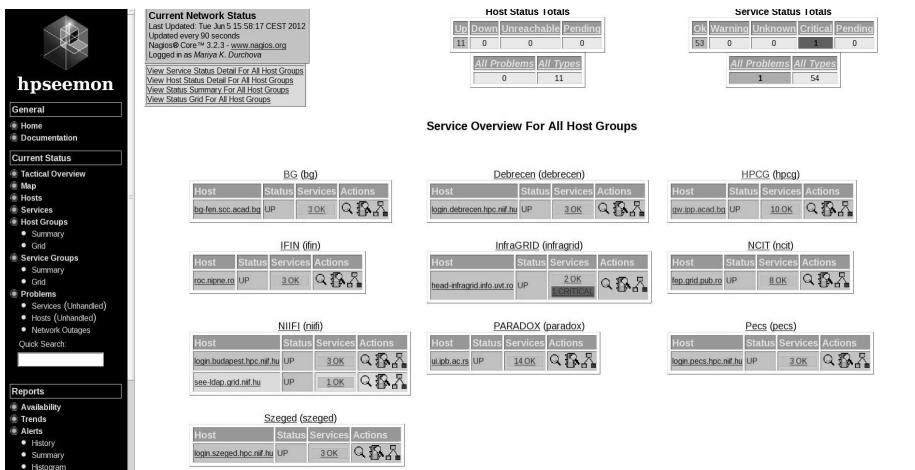 hpseemon
General
Home
Documentation
Current Status
Tactical Overview
Map
Hosts
Services
Host Groups
Summary
Grid
Service Groups
Summary
Grid
Problems
Services (Unhandled)
Hosts (Unhandled)
Network Outages
Quick Search:
Reports
Availability
Trends
Alerts
History
Summary
Histogram
Current Network Status
Last Updated: Tue Jun 5 15:58:17 CEST 2012
Updated every 90 seconds
Nagios® Core™ 3.2.3 - www.nagios.org
Logged in as Mariya K. Durchova
View Service Status Detail For All Host Groups
View Host Status Detail For All Host Groups
View Status Summary For All Host Groups
View Status Grid For All Host Groups
Host Status Totals
Up Down Unreachable Pending
11 0 0 0
All Problems All Types
0 11
Service Status Totals
Ok Warning Unknown Critical Pending
53 0 0 1 0
All Problems All Types
1 54
Service Overview For All Host Groups
BG (bg)
Host Status Services Actions
bg-fen.scc.acad.bg UP 3 OK
Debrecen (debrecen)
Host Status Services Actions
login.debrecen.hpc.niif.hu UP 3 OK
HPCG (hpcg)
Host Status Services Actions
gw.ipp.acad.bg UP 10 OK
IFIN (ifin)
Host Status Services Actions
roc.nipne.ro UP 3 OK
InfraGRID (infragrid)
Host Status Services Actions
head-infragrid.info.uvt.ro UP 2 OK
1 CRITICAL
NCIT (ncit)
Host Status Services Actions
fep.grid.pub.ro UP 8 OK
NIIFI (niifi)
Host Status Services Actions
login.budapest.hpc.niif.hu UP 3 OK
see-ldap.grid.niif.hu UP 1 OK
PARADOX (paradox)
Host Status Services Actions
ui.ipb.ac.rs UP 14 OK
Pecs (pecs)
Host Status Services Actions
login.pecs.hpc.niif.hu UP 3 OK
Szeged (szeged)
Host Status Services Actions
login.szeged.hpc.niif.hu UP 3 OK